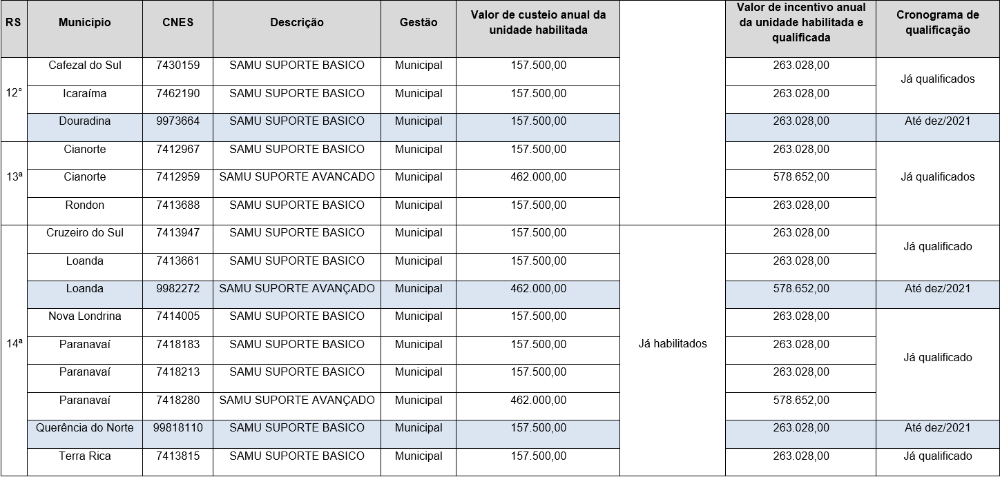 RS Município CNES Descrição Gestão Valor de custeio anual da unidade habilitada Valor de incentivo anual da unidade habilitada e qualificada Cronograma de qualificação
12° Cafezal do Sul 7430159 SAMU SUPORTE BASICO Municipal 157.500,00 263.028,00 Já qualificados
Icaraíma 7462190 SAMU SUPORTE BASICO Municipal 157.500,00 263.028,00
Douradina 9973664 SAMU SUPORTE BASICO Municipal 157.500,00 263.028,00 Até dez/2021
13ª Cianorte 7412967 SAMU SUPORTE BASICO Municipal 157.500,00 263.028,00 Já qualificados
Cianorte 7412959 SAMU SUPORTE AVANCADO Municipal 462.000,00 578.652,00
Rondon 7413688 SAMU SUPORTE BASICO Municipal 157.500,00 263.028,00
14ª Cruzeiro do Sul 7413947 SAMU SUPORTE BASICO Municipal 157.500,00 Já habilitados 263.028,00 Já qualificado
Loanda 7413661 SAMU SUPORTE BASICO Municipal 157.500,00 263.028,00
Loanda 9982272 SAMU SUPORTE AVANÇADO Municipal 462.000,00 578.652,00 Até dez/2021
Nova Londrina 7414005 SAMU SUPORTE BASICO Municipal 157.500,00 263.028,00 Já qualificado
Paranavaí 7418183 SAMU SUPORTE BASICO Municipal 157.500,00 263.028,00
Paranavaí 7418213 SAMU SUPORTE BASICO Municipal 157.500,00 263.028,00
Paranavaí 7418280 SAMU SUPORTE AVANÇADO Municipal 462.000,00 578.652,00
Querência do Norte 99818110 SAMU SUPORTE BASICO Municipal 157.500,00 263.028,00 Até dez/2021
Terra Rica 7413815 SAMU SUPORTE BASICO Municipal 157.500,00 263.028,00 Já qualificado